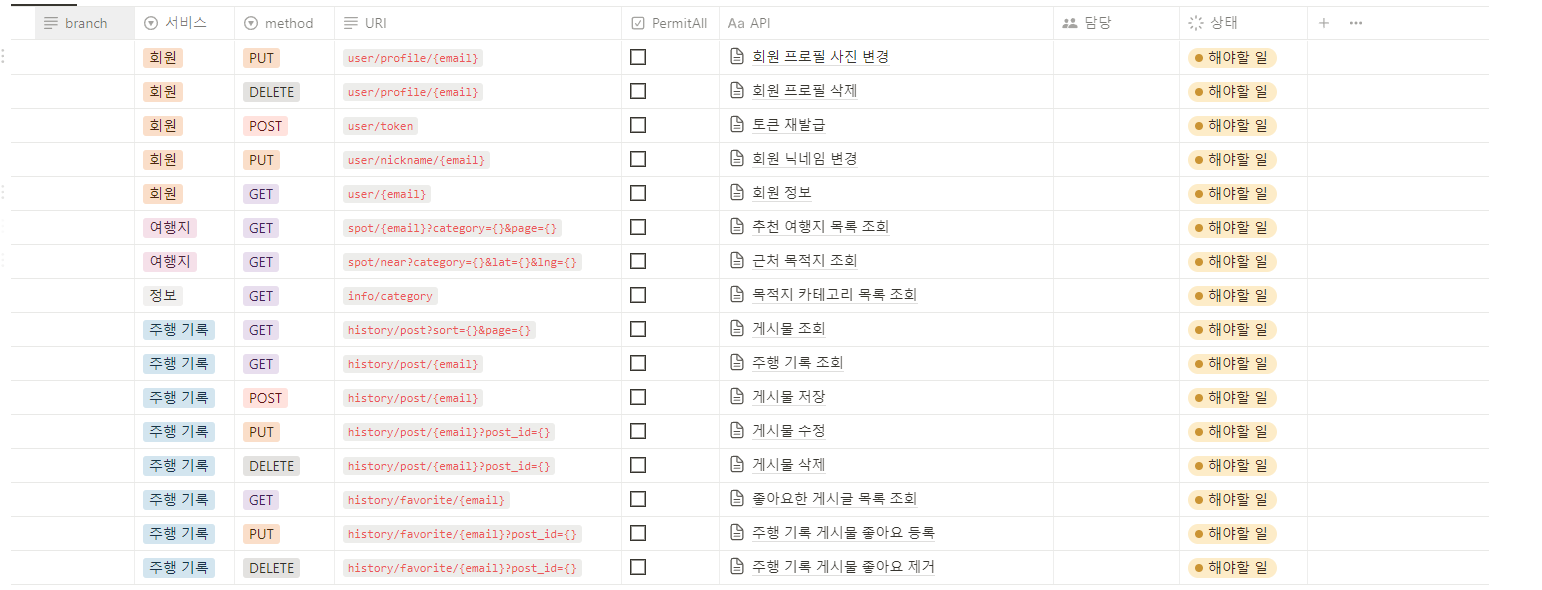 branch 서비스 method URI PermitAll Aa API 담당 상태
회원 PUT user/profile/{email} 회원 프로필 사진 변경 해야할 일
회원 DELETE user/profile/{email} 회원 프로필 삭제 해야할 일
회원 POST user/token 토큰 재발급 해야할 일
회원 PUT user/nickname/{email} 회원 닉네임 변경 해야할 일
회원 GET user/{email} 회원 정보 해야할 일
여행지 GET spot/{email}?category={}&page={} 추천 여행지 목록 조회 해야할 일
여행지 GET spot/near?category={}&lat={}&lng={} 근처 목적지 조회 해야할 일
정보 GET info/category 목적지 카테고리 목록 조회 해야할 일
주행 기록 GET history/post?sort={}&page={} 게시물 조회 해야할 일
주행 기록 GET history/post/{email} 주행 기록 조회 해야할 일
주행 기록 POST history/post/{email} 게시물 저장 해야할 일
주행 기록 PUT history/post/{email}?post_id={} 게시물 수정 해야할 일
주행 기록 DELETE history/post/{email}?post_id={} 게시물 삭제 해야할 일
주행 기록 GET history/favorite/{email} 좋아요한 게시글 목록 조회 해야할 일
주행 기록 PUT history/favorite/{email}?post_id={} 주행 기록 게시물 좋아요 등록 해야할 일
주행 기록 DELETE history/favorite/{email}?post_id={} 주행 기록 게시물 좋아요 제거 해야할 일